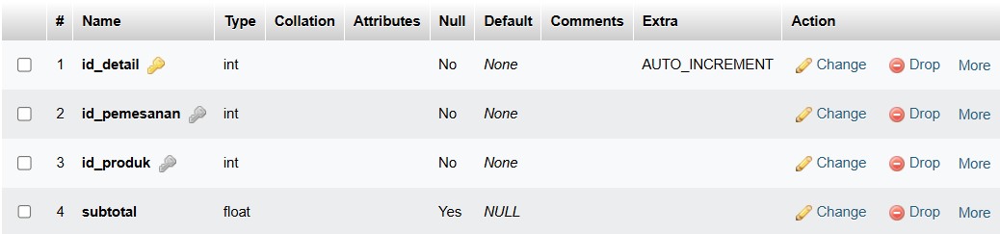 # Name Type Collation Attributes Null Default Comments Extra Action
1 id_detail int No None AUTO_INCREMENT Change Drop More
2 id_pemesanan int No None Change Drop More
3 id_produk int No None Change Drop More
4 subtotal float Yes NULL Change Drop More